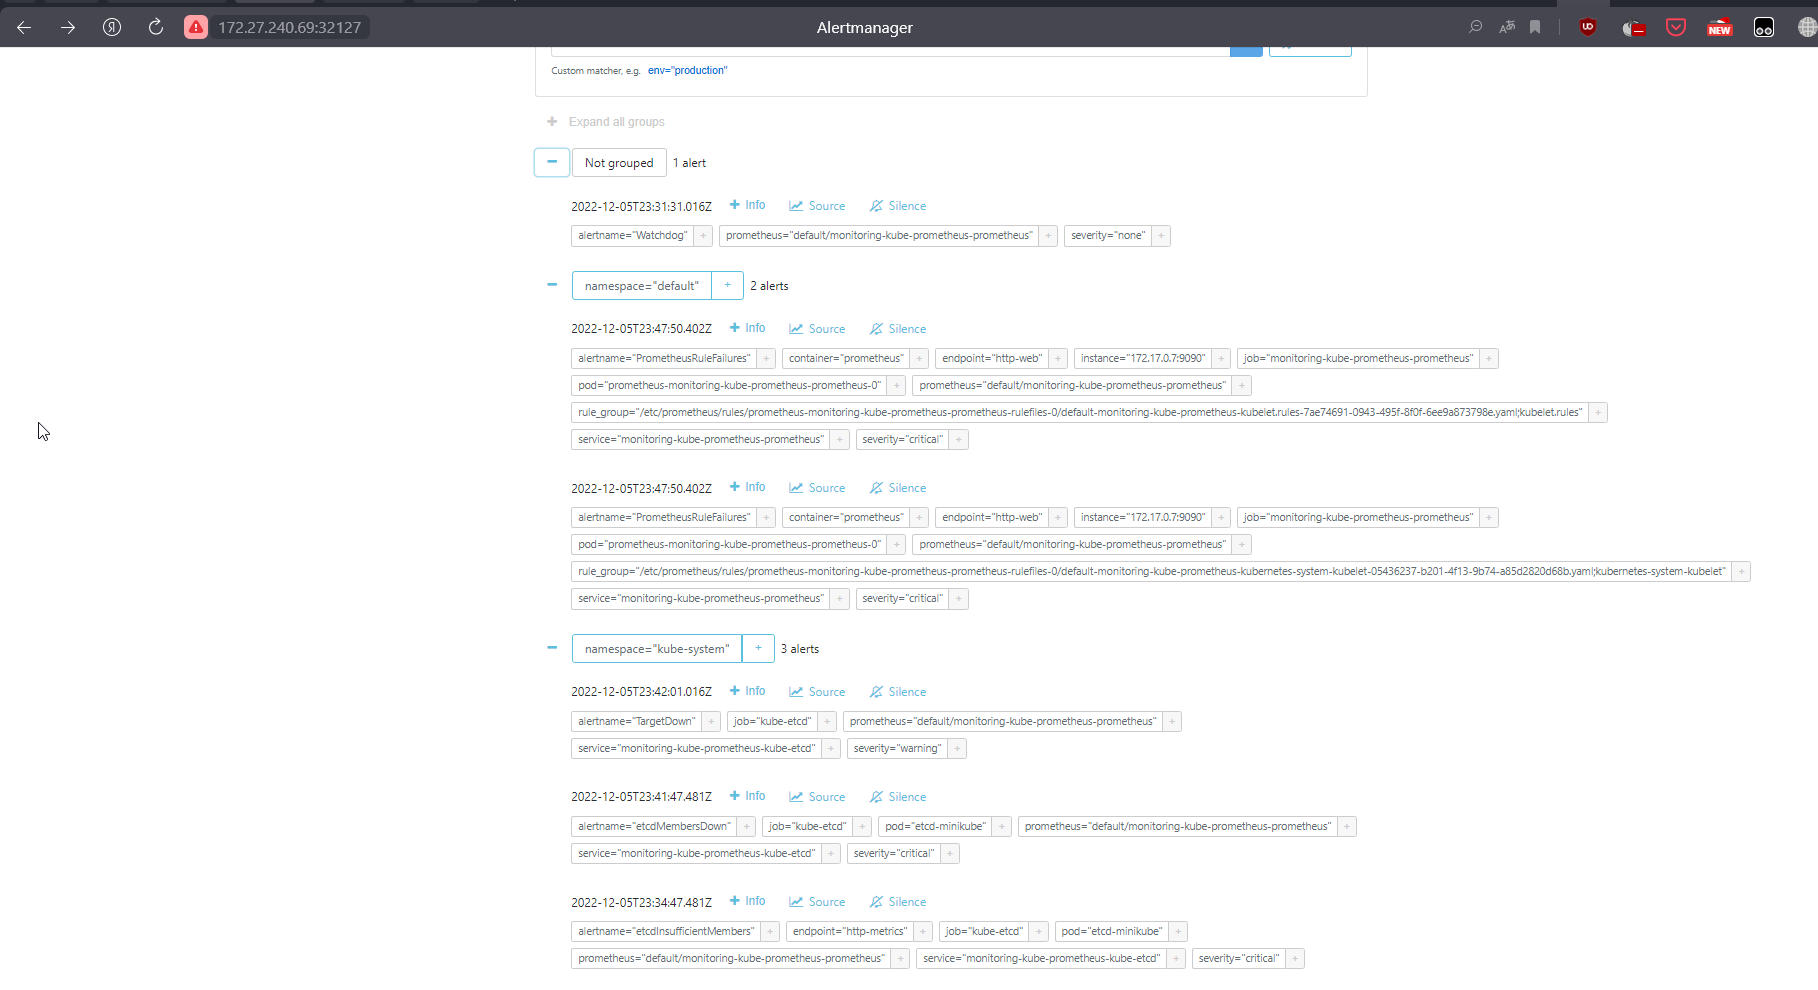 172.27.240.69:32127 Alertmanager NEW
Custom matcher, e.g. env="production"
+ Expand all groups
Not grouped 1 alert
2022-12-05T23:31:31.016Z + Info Source Silence
alertname="Watchdog" + prometheus="default/monitoring-kube-prometheus-prometheus" + severity="none" +
namespace="default" + 2 alerts
2022-12-05T23:47:50.402Z + Info Source Silence
alertname="PrometheusRuleFailures" + container="prometheus" + endpoint="http-web" + instance="172.17.0.7:9090" + job="monitoring-kube-prometheus-prometheus" +
pod="prometheus-monitoring-kube-prometheus-prometheus-0" + prometheus="default/monitoring-kube-prometheus-prometheus" +
rule_group="/etc/prometheus/rules/prometheus-monitoring-kube-prometheus-prometheus-rulefiles-0/default-monitoring-kube-prometheus-kubelet.rules-7ae74691-0943-495f-8f0f-6ee9a873798e.yaml;kubelet.rules" +
service="monitoring-kube-prometheus-prometheus" + severity="critical" +
2022-12-05T23:47:50.402Z + Info Source Silence
alertname="PrometheusRuleFailures" + container="prometheus" + endpoint="http-web" + instance="172.17.0.7:9090" + job="monitoring-kube-prometheus-prometheus" +
pod="prometheus-monitoring-kube-prometheus-prometheus-0" + prometheus="default/monitoring-kube-prometheus-prometheus" +
rule_group="/etc/prometheus/rules/prometheus-monitoring-kube-prometheus-prometheus-rulefiles-0/default-monitoring-kube-prometheus-kubernetes-system-kubelet-05436237-b201-4f13-9b74-a85d2820d68b.yaml;kubernetes-system-kubelet" +
service="monitoring-kube-prometheus-prometheus" + severity="critical" +
namespace="kube-system" + 3 alerts
2022-12-05T23:42:01.016Z + Info Source Silence
alertname="TargetDown" + job="kube-etcd" + prometheus="default/monitoring-kube-prometheus-prometheus" +
service="monitoring-kube-prometheus-kube-etcd" + severity="warning" +
2022-12-05T23:41:47.481Z + Info Source Silence
alertname="etcdMembersDown" + job="kube-etcd" + pod="etcd-minikube" + prometheus="default/monitoring-kube-prometheus-prometheus" +
service="monitoring-kube-prometheus-kube-etcd" + severity="critical" +
2022-12-05T23:34:47.481Z + Info Source Silence
alertname="etcdInsufficientMembers" + endpoint="http-metrics" + job="kube-etcd" + pod="etcd-minikube" +
prometheus="default/monitoring-kube-prometheus-prometheus" + service="monitoring-kube-prometheus-kube-etcd" + severity="critical" +